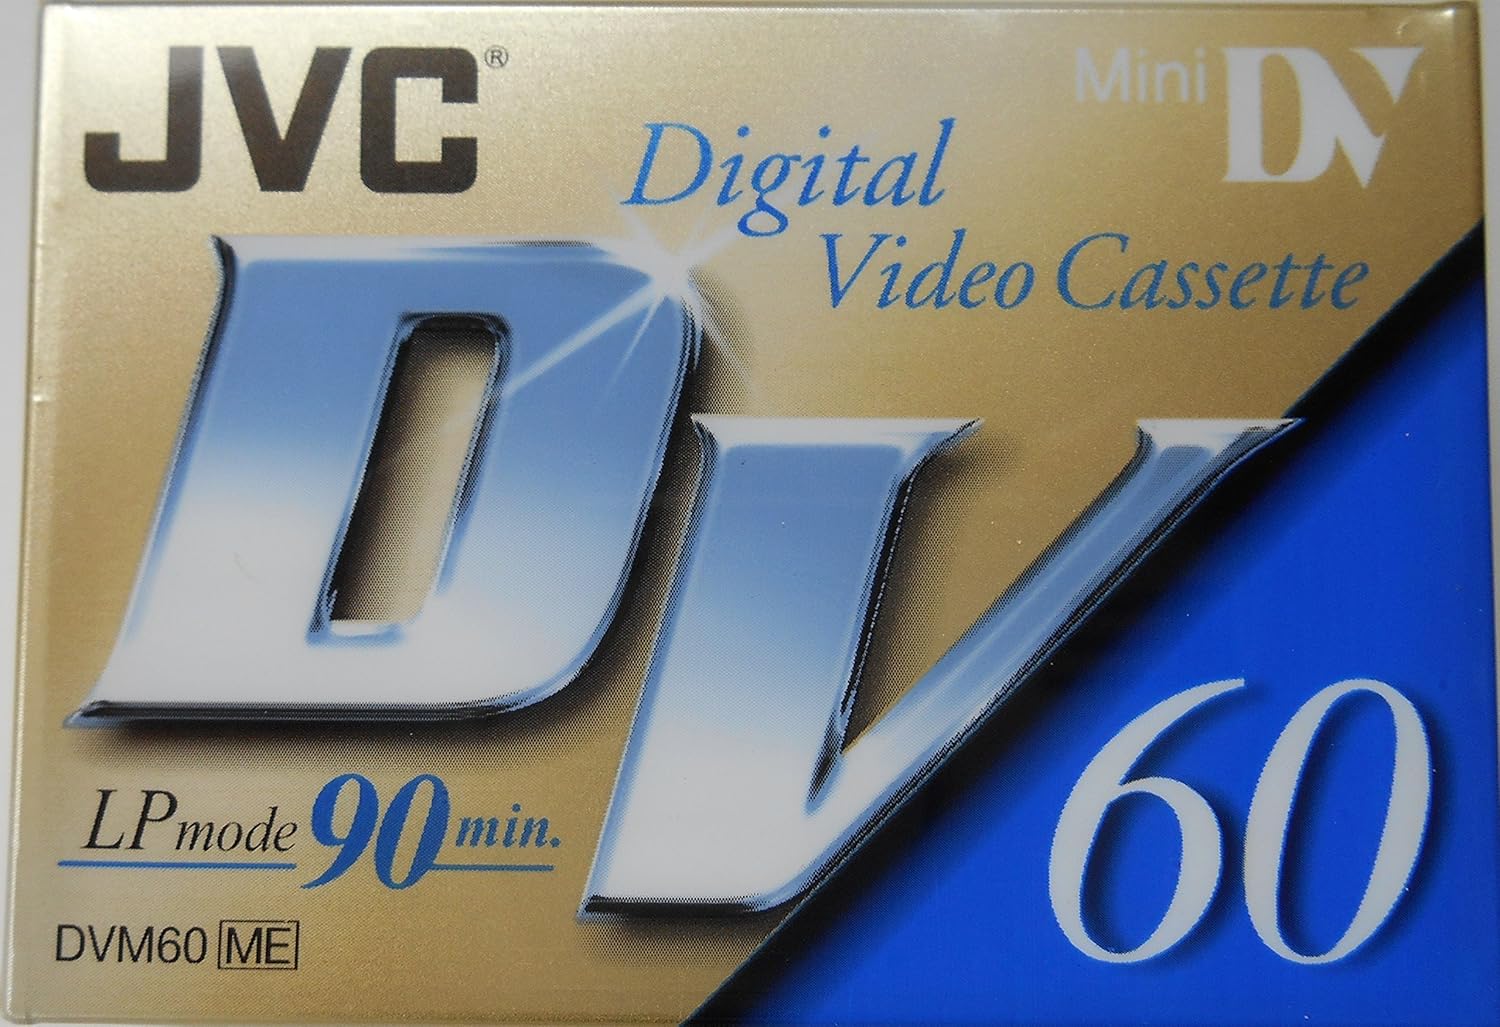 JVC®
Mini DV
Digital
Video Cassette
DV
60
LP mode 90 min.
DVM60 ME